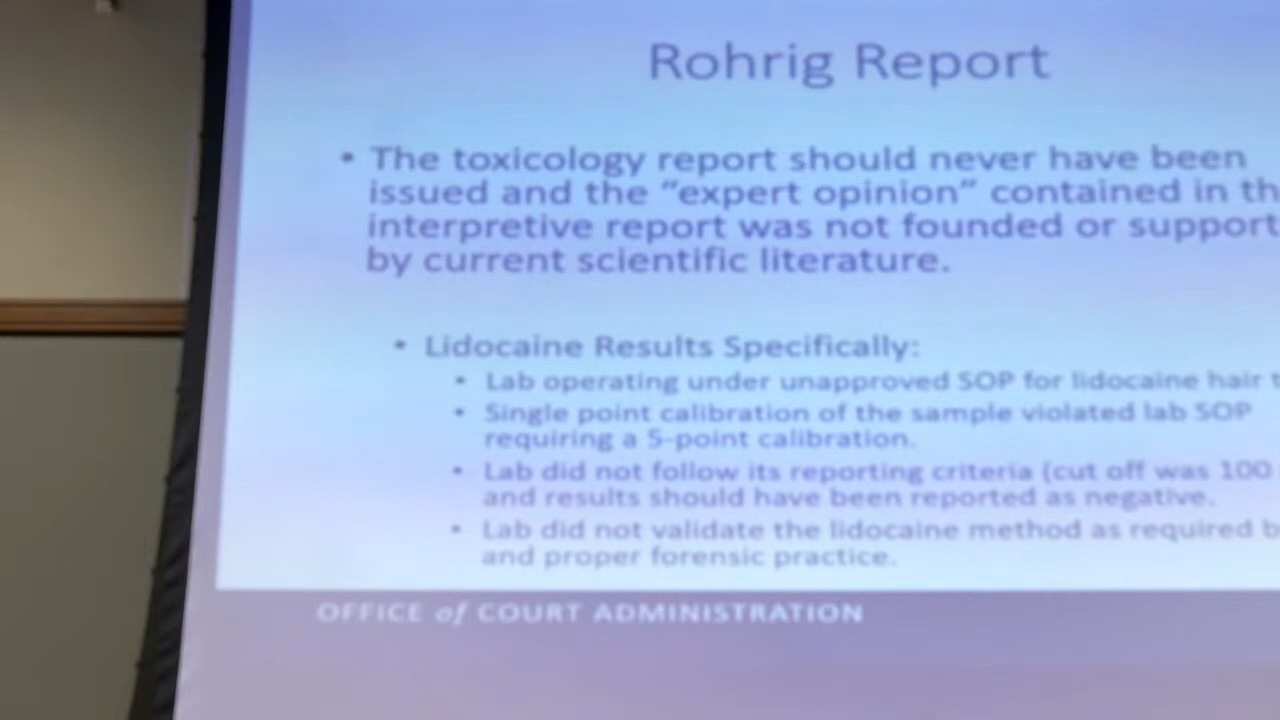 Rohrig Report
• The toxicology report should never have been
issued and the “expert opinion” contained in th
interpretive report was not founded or support
by current scientific literature.
• Lidocaine Results Specifically:
• Lab operating under unapproved SOP for lidocaine hair t
• Single point calibration of the sample violated lab SOP
requiring a 5-point calibration.
• Lab did not follow its reporting criteria (cut off was 100
and results should have been reported as negative.
• Lab did not validate the lidocaine method as required b
and proper forensic practice.
OFFICE of COURT ADMINISTRATION